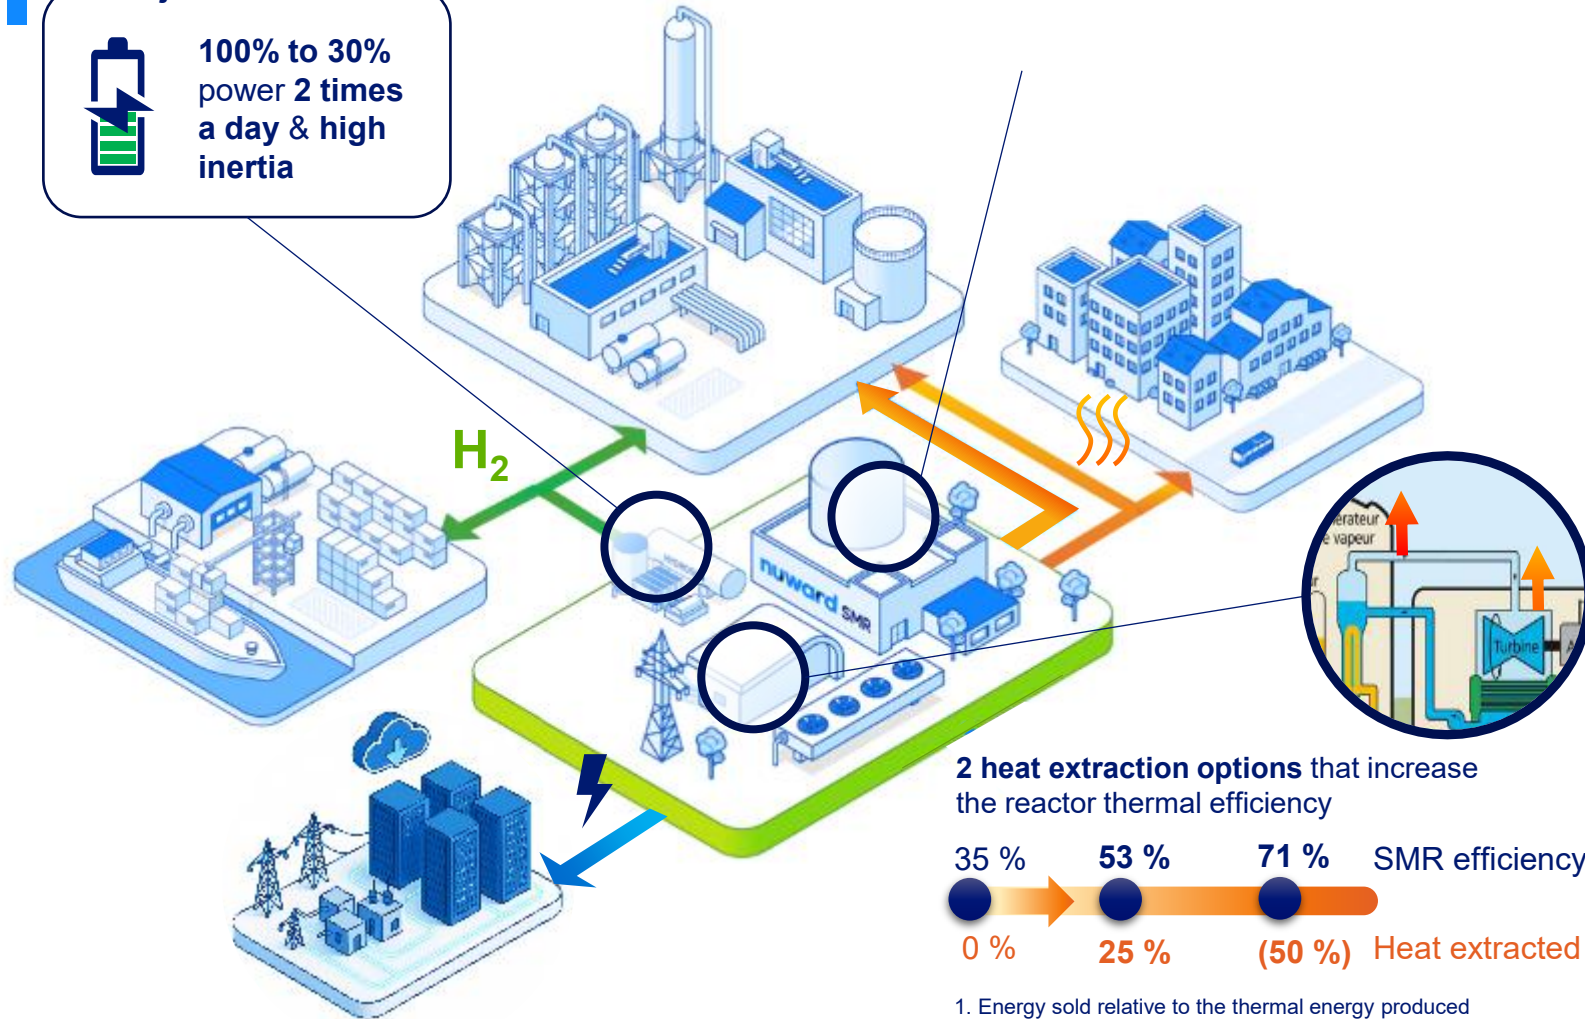 100% to 30%
power 2 times
a day & high
inertia
H₂
nuward
SMR
vapeur
Turbine
2 heat extraction options that increase
the reactor thermal efficiency
35 % 53 % 71 % SMR efficiency
0 % 25 % (50 %) Heat extracted
1. Energy sold relative to the thermal energy produced